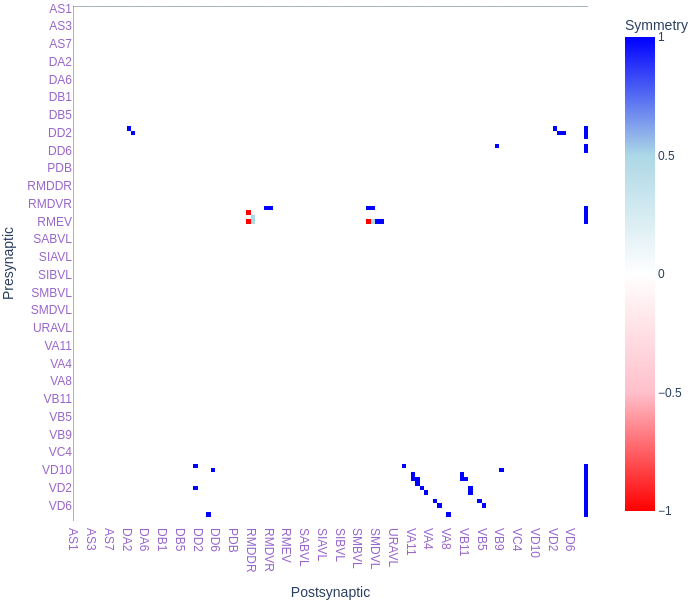 Symmetry
1
0.5
0
−0.5
−1
Presynaptic
AS1
AS3
AS7
DA2
DA6
DB1
DB5
DD2
DD6
PDB
RMDDR
RMDVR
RMEV
SABVL
SIAVL
SIBVL
SMBVL
SMDVL
URAVL
VA11
VA4
VA8
VB11
VB5
VB9
VC4
VD10
VD2
VD6
AS1
AS3
AS7
DA2
DA6
DB1
DB5
DD2
DD6
PDB
RMDDR
RMDVR
RMEV
SABVL
SIAVL
SIBVL
SMBVL
SMDVL
URAVL
VA11
VA4
VA8
VB11
VB5
VB9
VC4
VD10
VD2
VD6
Postsynaptic